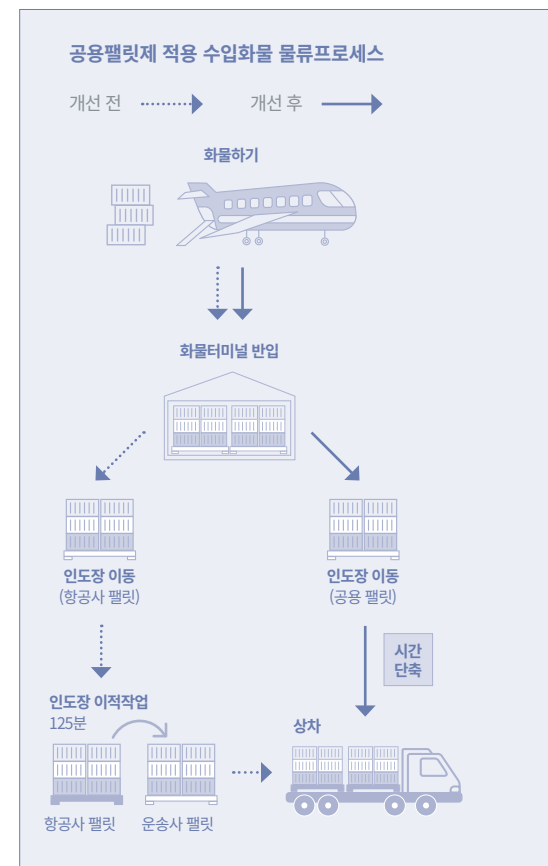 공용팰릿제 적용 수입화물 물류프로세스
개선 전
개선 후
화물하기
화물터미널 반입
인도장 이동
(항공사 팰릿)
인도장 이동
(공용 팰릿)
시간
단축
인도장 이적작업
125분
상차
항공사 팰릿
운송사 팰릿